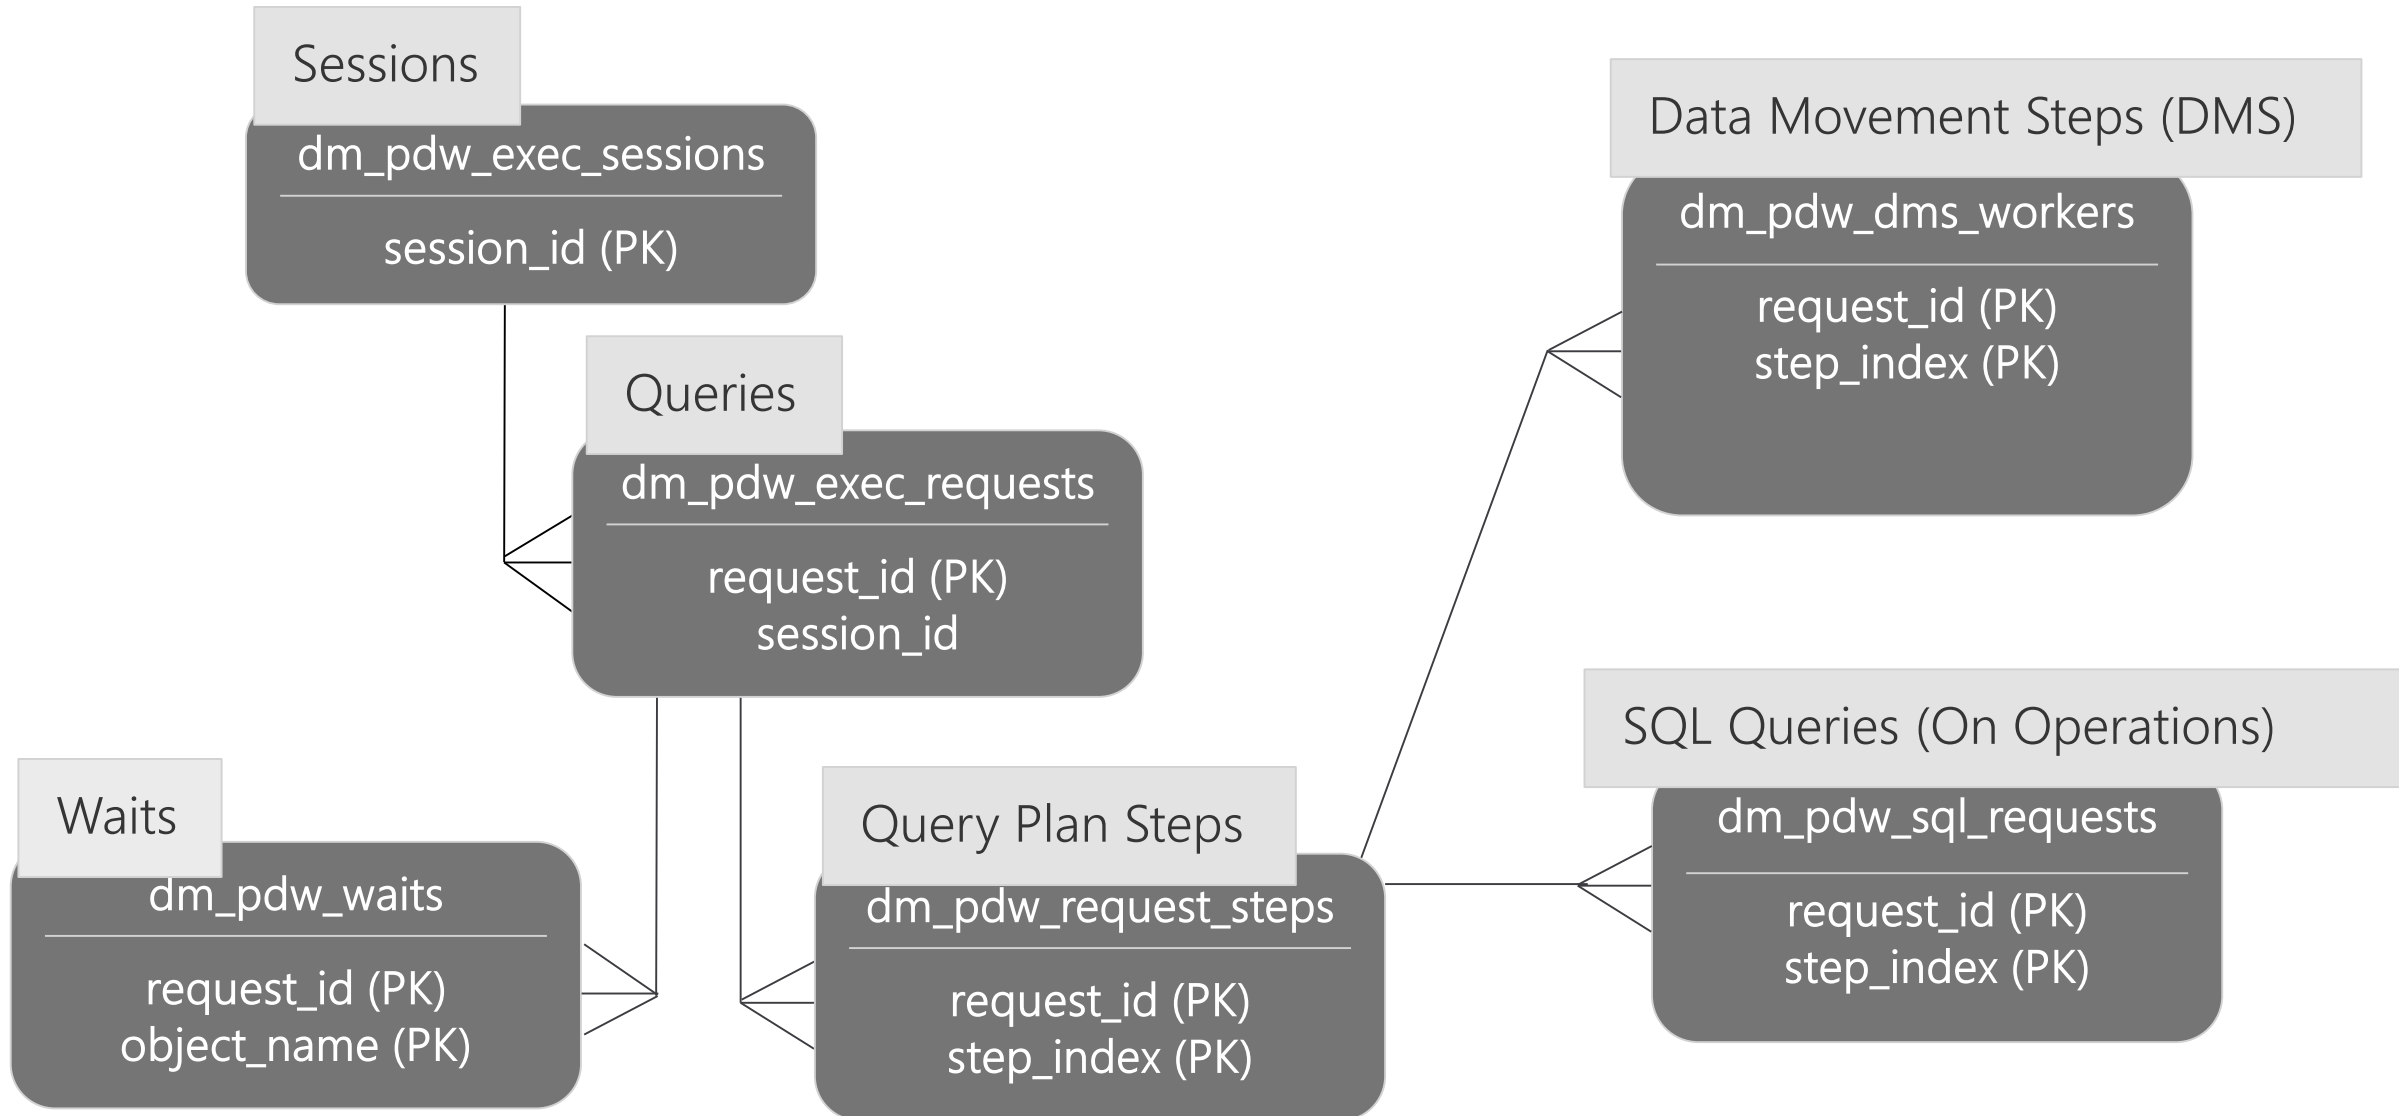 Sessions
dm_pdw_exec_sessions
session_id (PK)
Queries
dm_pdw_exec_requests
request_id (PK)
session_id
Waits
dm_pdw_waits
request_id (PK)
object_name (PK)
Query Plan Steps
dm_pdw_request_steps
request_id (PK)
step_index (PK)
Data Movement Steps (DMS)
dm_pdw_dms_workers
request_id (PK)
step_index (PK)
SQL Queries (On Operations)
dm_pdw_sql_requests
request_id (PK)
step_index (PK)